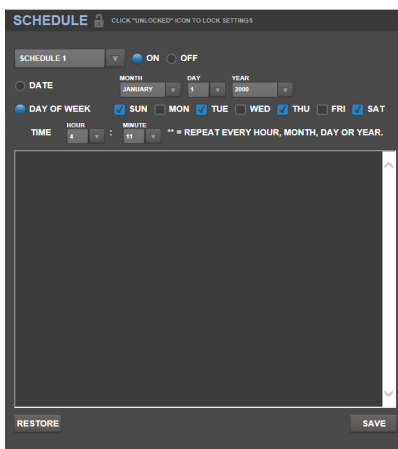 SCHEDULE CLICK "UNLOCKED" ICON TO LOCK SETTINGS
SCHEDULE 1 ON OFF
MONTH DAY YEAR
DATE JANUARY 1 2000
DAY OF WEEK SUN MON TUE WED THU FRI SAT
HOUR MINUTE
TIME 4 : 11 ** = REPEAT EVERY HOUR, MONTH, DAY OR YEAR.
RESTORE SAVE